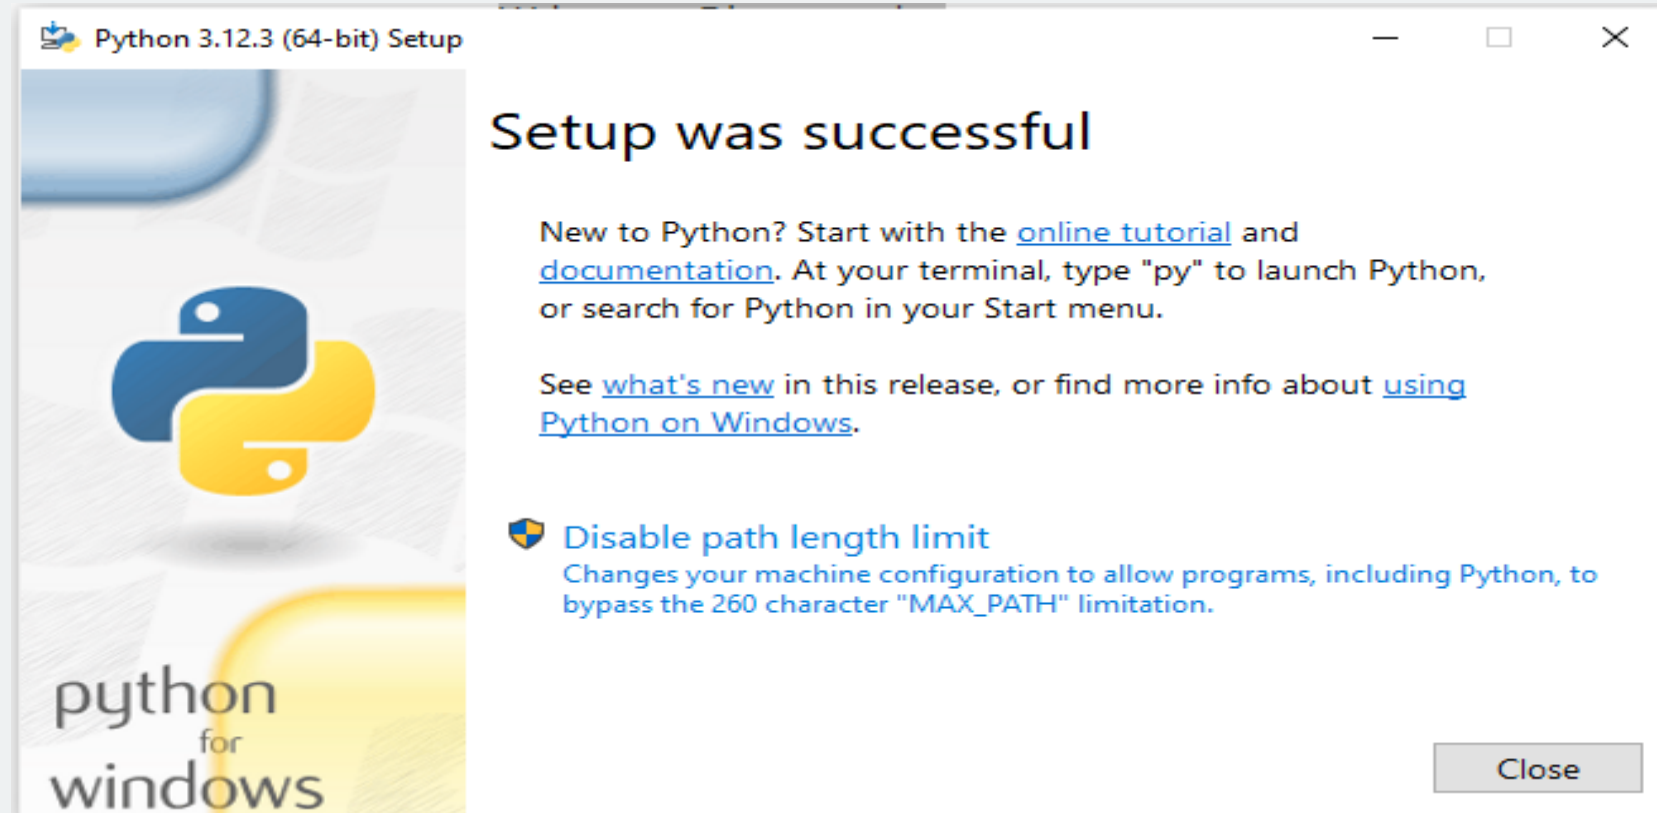 Python 3.12.3 (64-bit) Setup
Setup was successful
New to Python? Start with the online tutorial and
documentation. At your terminal, type "py" to launch Python,
or search for Python in your Start menu.
See what's new in this release, or find more info about using
Python on Windows.
Disable path length limit
Changes your machine configuration to allow programs, including Python, to
bypass the 260 character "MAX_PATH" limitation.
python
for
windows
Close